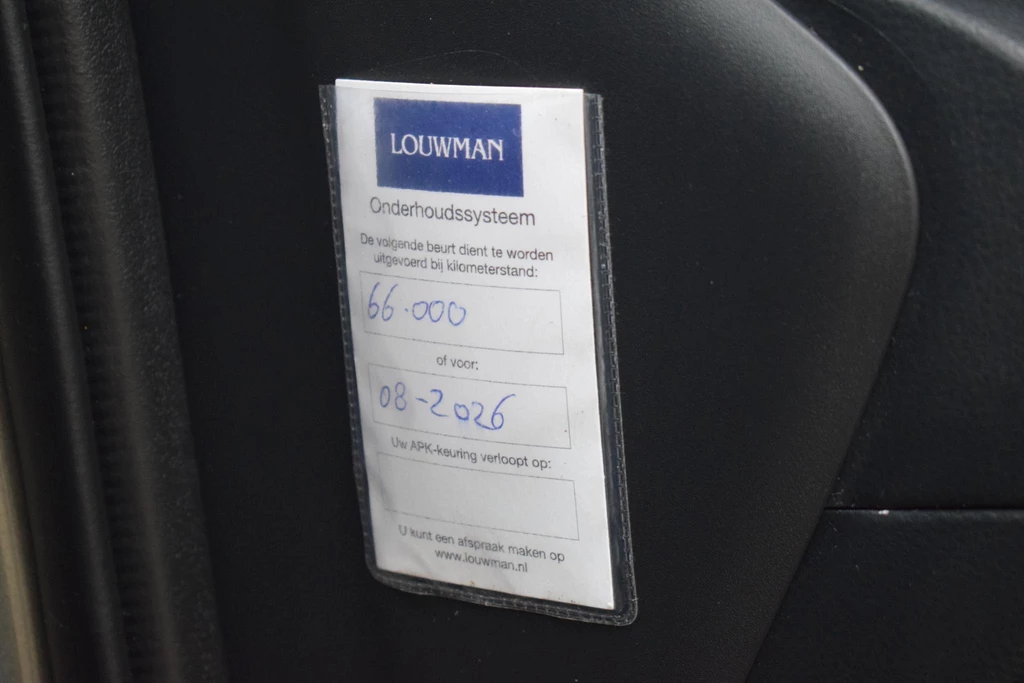 LOUWMAN
Onderhoudssysteem
De volgende beurt dient te worden
uitgevoerd bij kilometerstand:
66.000
of voor:
08-2026
Uw APK-keuring verloopt op:
U kunt een afspraak maken op
www.louwman.nl